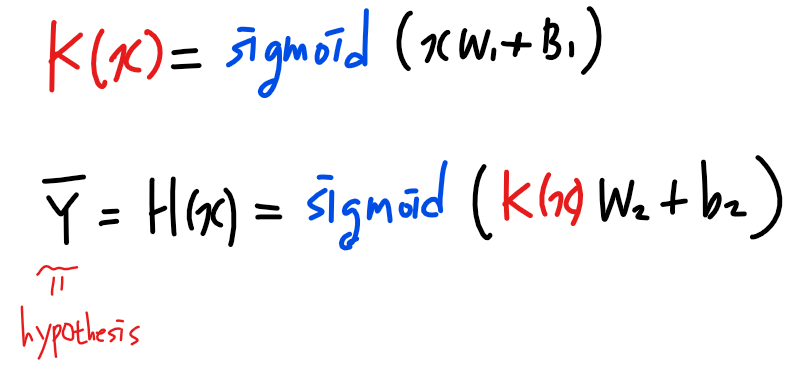 K(x) = sigmoid (xW₁+B₁)
Y̅ = H(x) = sigmoid (K(x) W₂ + b₂)
=
hypothesis